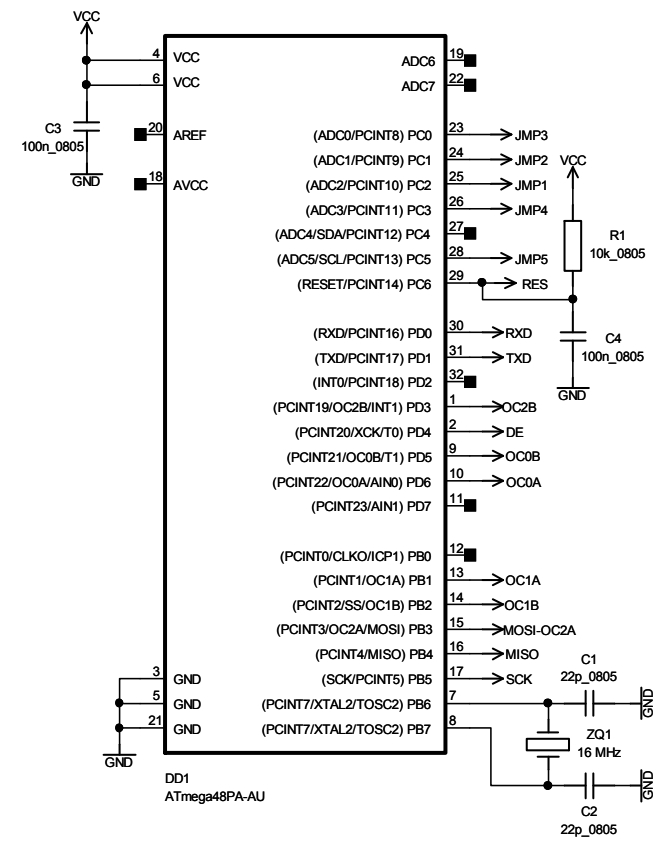 VCC
4 VCC
6 VCC
C3
100n_0805
GND
20 AREF
18 AVCC
ADC6 19
ADC7 22
(ADC0/PCINT8) PC0 23 JMP3
(ADC1/PCINT9) PC1 24 JMP2
(ADC2/PCINT10) PC2 25 JMP1
(ADC3/PCINT11) PC3 26 JMP4
(ADC4/SDA/PCINT12) PC4 27
(ADC5/SCL/PCINT13) PC5 28 JMP5
(RESET/PCINT14) PC6 29 RES
VCC
R1
10k_0805
C4
100n_0805
GND
(RXD/PCINT16) PD0 30 RXD
(TXD/PCINT17) PD1 31 TXD
(INT0/PCINT18) PD2 32
(PCINT19/OC2B/INT1) PD3 1 OC2B
(PCINT20/XCK/T0) PD4 2 DE
(PCINT21/OC0B/T1) PD5 9 OC0B
(PCINT22/OC0A/AIN0) PD6 10 OC0A
(PCINT23/AIN1) PD7 11
(PCINT0/CLKO/ICP1) PB0 12
(PCINT1/OC1A) PB1 13 OC1A
(PCINT2/SS/OC1B) PB2 14 OC1B
(PCINT3/OC2A/MOSI) PB3 15 MOSI-OC2A
(PCINT4/MISO) PB4 16 MISO
(SCK/PCINT5) PB5 17 SCK
(PCINT7/XTAL2/TOSC2) PB6 7
(PCINT7/XTAL2/TOSC2) PB7 8
3 GND
5 GND
21 GND
GND
C1
22p_0805
GND
ZQ1
16 MHz
GND
C2
22p_0805
DD1
ATmega48PA-AU